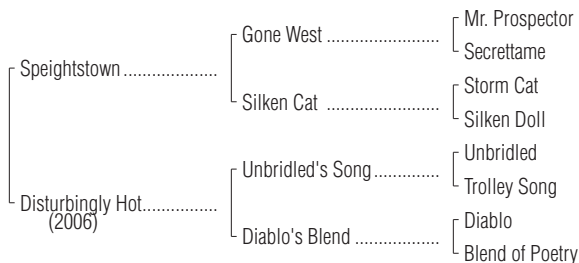 Mr. Prospector
Gone West ........................
Secrettame
Speightstown ....................
Storm Cat
Silken Cat ........................
Silken Doll
Unbridled
Unbridled's Song..............
Trolley Song
Disturbingly Hot................
(2006)
Diablo
Diablo's Blend ..................
Blend of Poetry